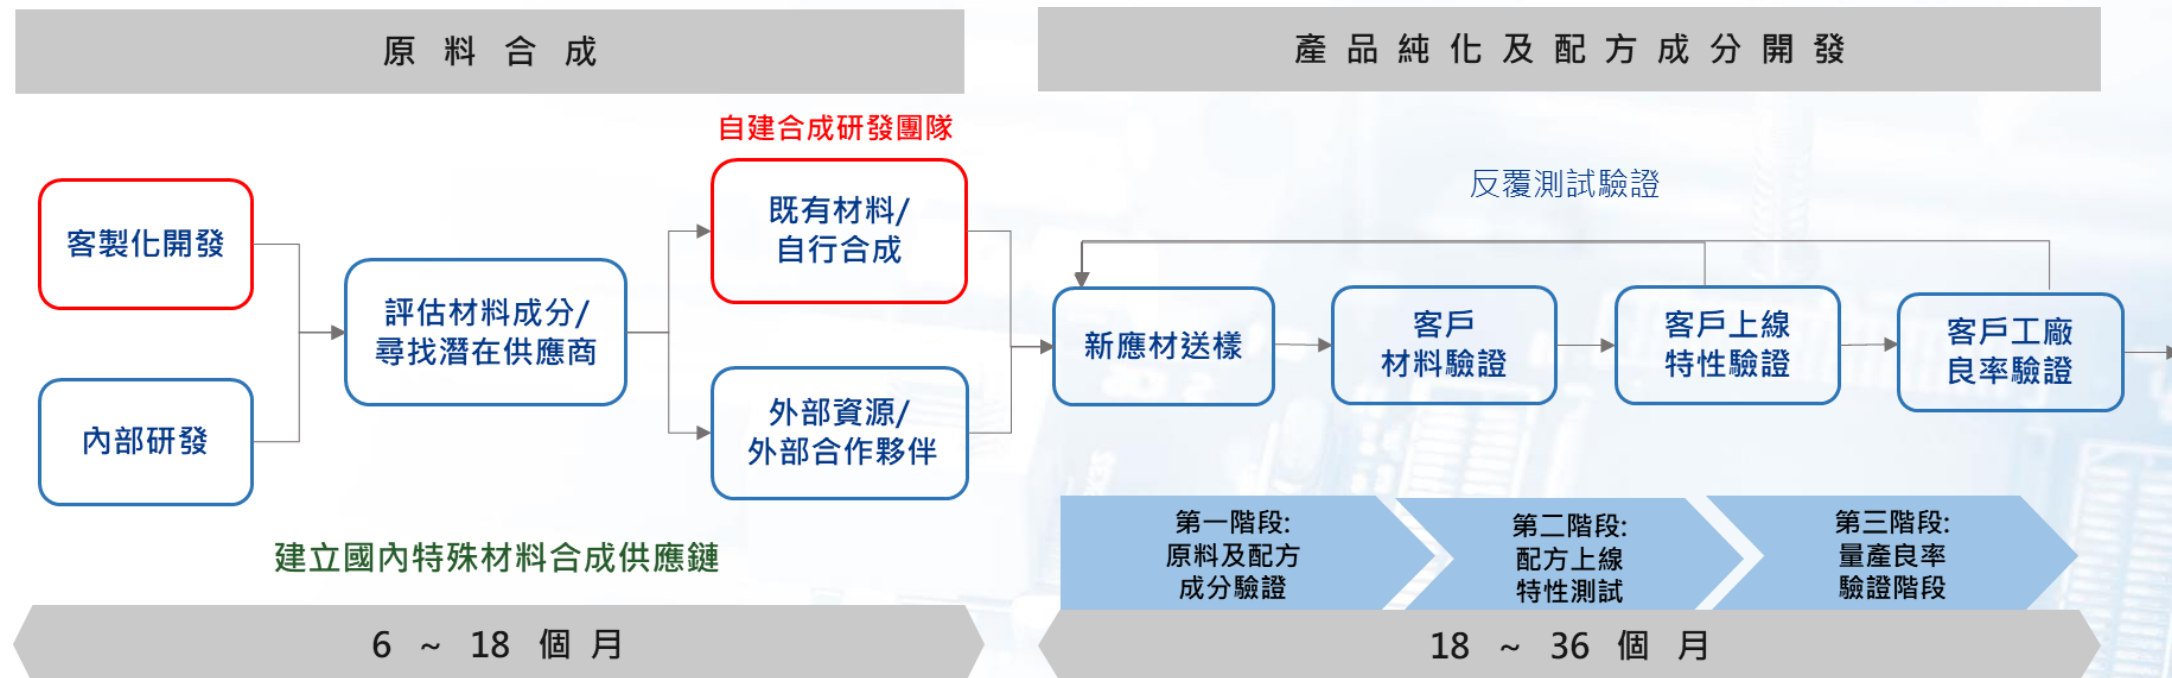 原料合成
產品純化及配方成分開發
自建合成研發團隊
客製化開發
內部研發
評估材料成分/
尋找潛在供應商
既有材料/
自行合成
外部資源/
外部合作夥伴
建立國內特殊材料合成供應鏈
6 ~ 18 個月
反覆測試驗證
新應材送樣
客戶
材料驗證
客戶上線
特性驗證
客戶工廠
良率驗證
第一階段:
原料及配方
成分驗證
第二階段:
配方上線
特性測試
第三階段:
量產良率
驗證階段
18 ~ 36 個月